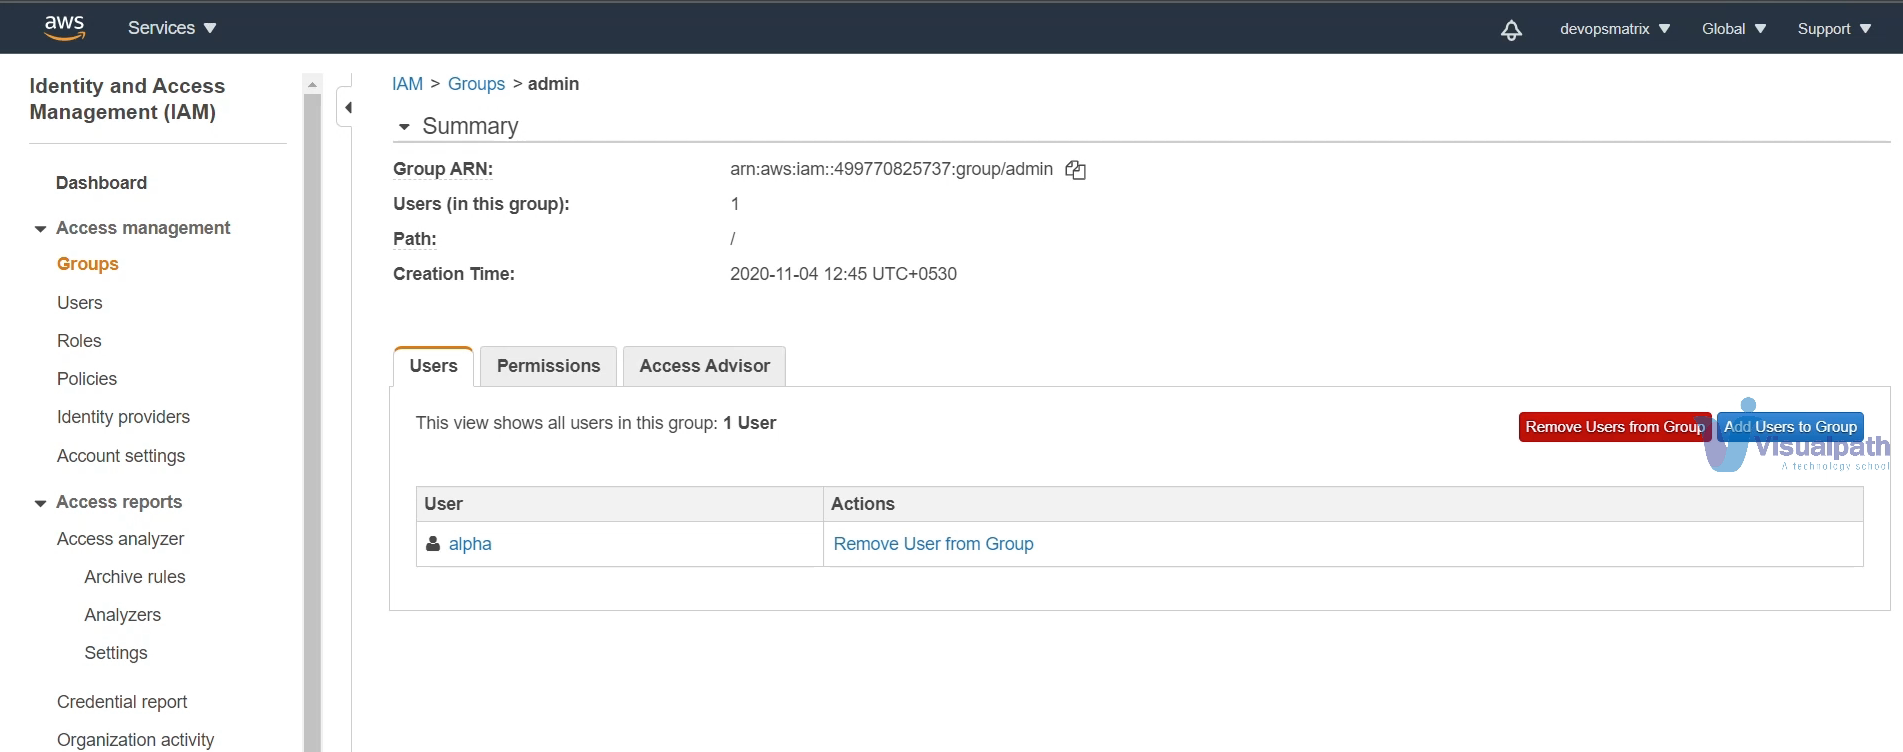 aws
Services
devopsmatrix
Global
Support
Identity and Access
Management (IAM)
Dashboard
Access management
Groups
Users
Roles
Policies
Identity providers
Account settings
Access reports
Access analyzer
Archive rules
Analyzers
Settings
Credential report
Organization activity
IAM > Groups > admin
Summary
Group ARN: arn:aws:iam::499770825737:group/admin
Users (in this group): 1
Path: /
Creation Time: 2020-11-04 12:45 UTC+0530
Users Permissions Access Advisor
This view shows all users in this group: 1 User
Remove Users from Group Add Users to Group
Visualpath
A technology school
User Actions
alpha Remove User from Group